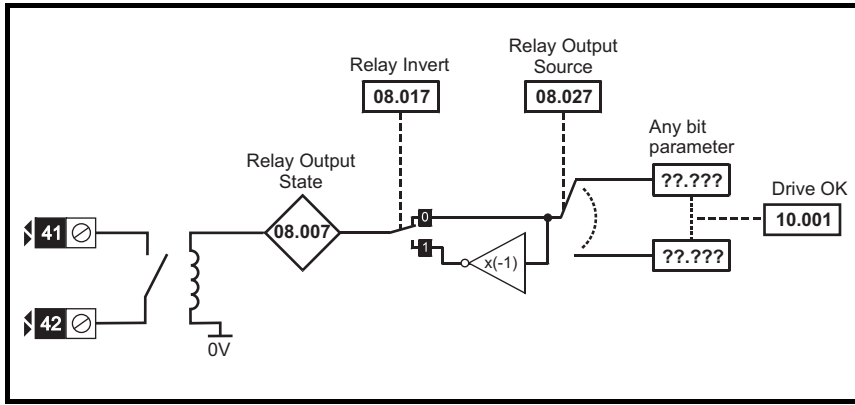 Relay Output
Source
Relay Invert
08.017
08.027
Any bit
parameter
Relay Output
State
??.???
Drive OK
0
41
08.007
10.001
1
x(-1)
??.???
42
0V